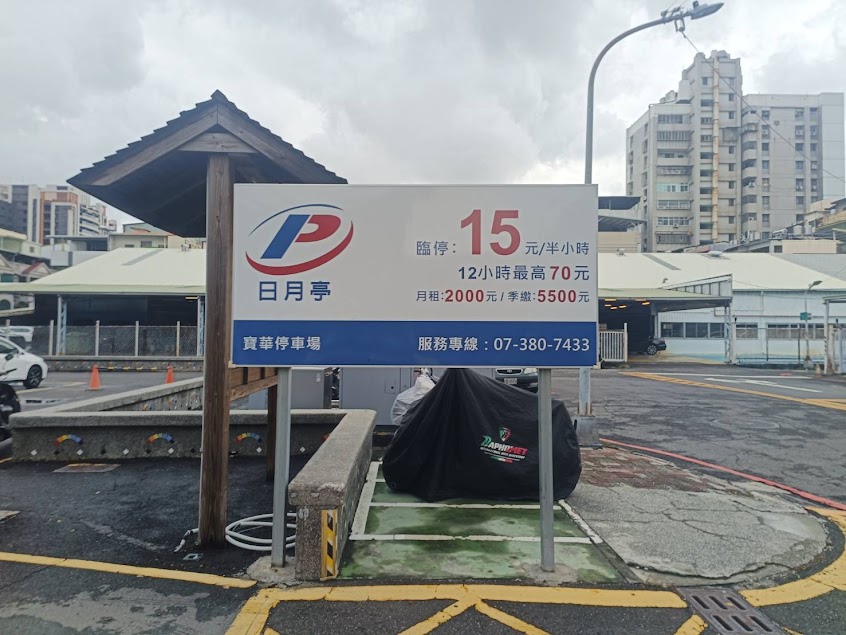 P
日月亭
臨停：15元/半小時
12小時最高70元
月租：2000元 / 季繳：5500元
寶華停車場
服務專線：07-380-7433